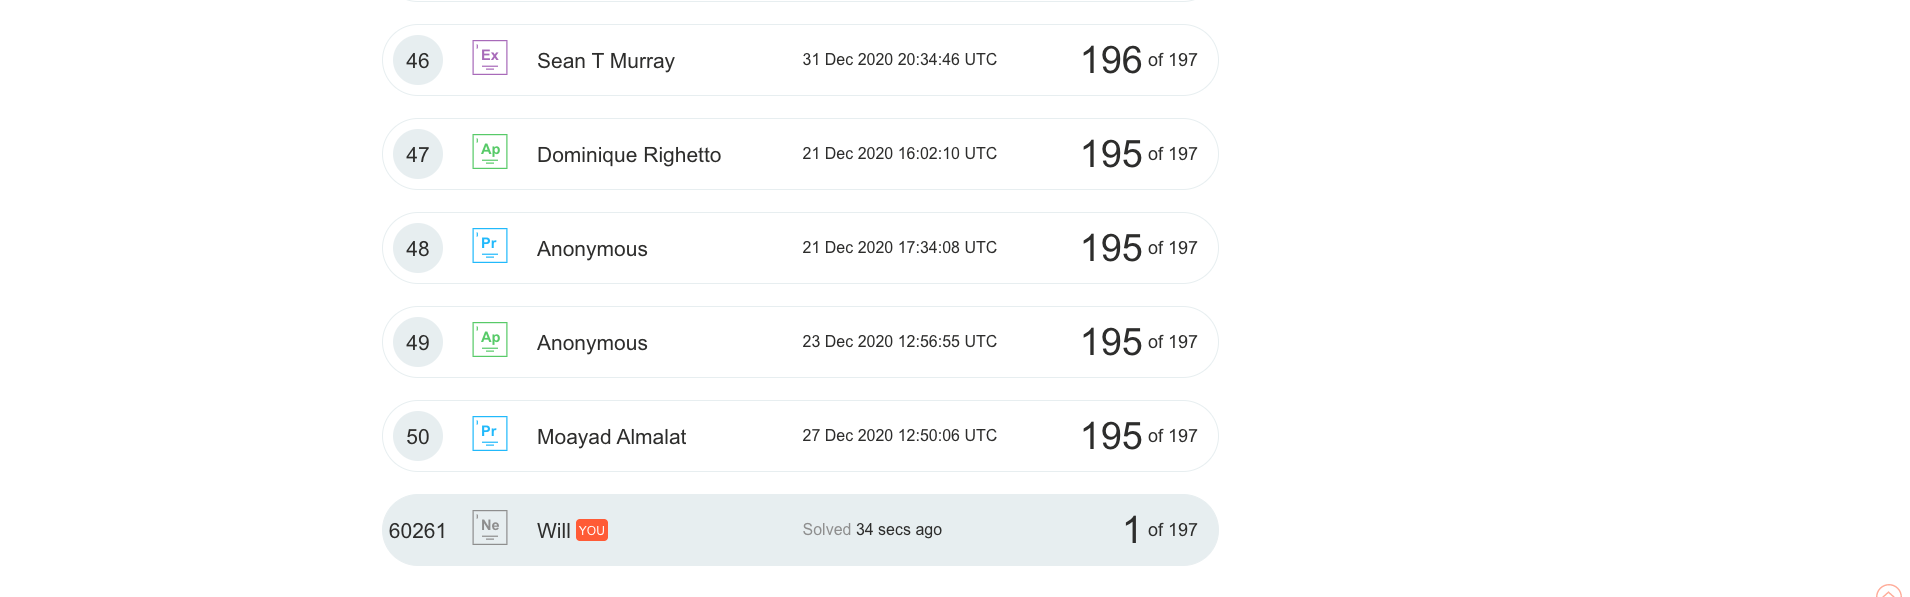 46 Ex Sean T Murray 31 Dec 2020 20:34:46 UTC 196 of 197
47 Ap Dominique Righetto 21 Dec 2020 16:02:10 UTC 195 of 197
48 Pr Anonymous 21 Dec 2020 17:34:08 UTC 195 of 197
49 Ap Anonymous 23 Dec 2020 12:56:55 UTC 195 of 197
50 Pr Moayad Almalat 27 Dec 2020 12:50:06 UTC 195 of 197
60261 Ne Will YOU Solved 34 secs ago 1 of 197